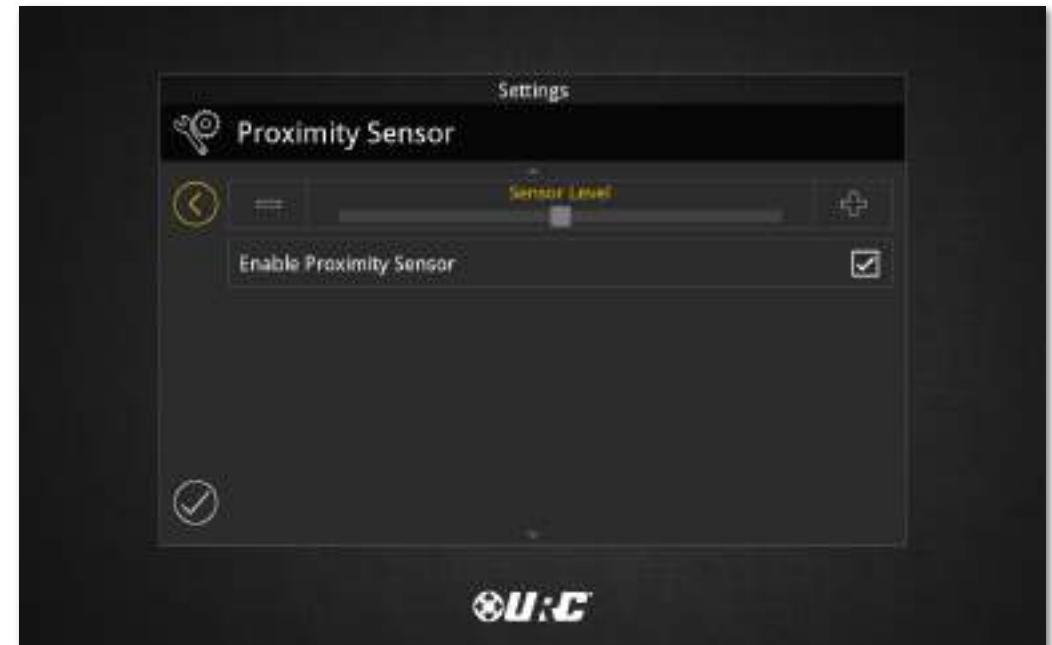 Settings
Proximity Sensor
Sensor Level
Enable Proximity Sensor
URC